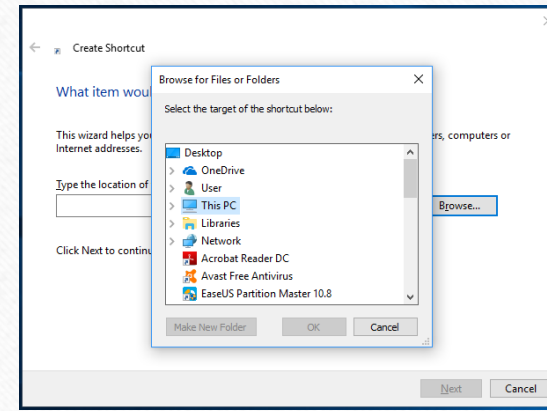 Create Shortcut
What item woul
Browse for Files or Folders
Select the target of the shortcut below:
This wizard helps you
ers, computers or
Internet addresses.
Desktop
OneDrive
User
Type the location of
This PC
Browse...
Libraries
Network
Click Next to continu
Acrobat Reader DC
Avast Free Antivirus
EaseUS Partition Master 10.8
Make New Folder
OK
Cancel
Next
Cancel